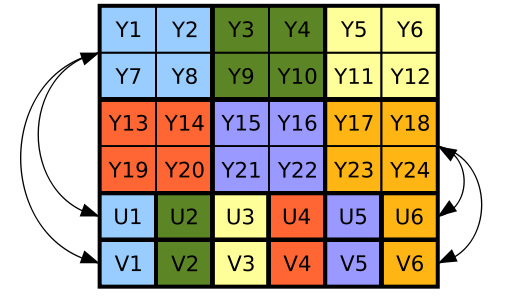 Y1 Y2 Y3 Y4 Y5 Y6
Y7 Y8 Y9 Y10 Y11 Y12
Y13 Y14 Y15 Y16 Y17 Y18
Y19 Y20 Y21 Y22 Y23 Y24
U1 U2 U3 U4 U5 U6
V1 V2 V3 V4 V5 V6